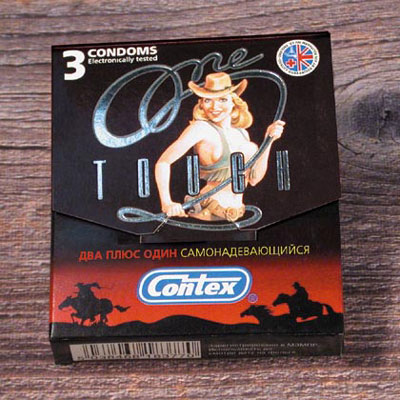 3 CONDOMS
Electronically tested
One
TOUCH
ДВА ПЛЮС ОДИН САМОНАДЕВАЮЩИЙСЯ
Contex ®